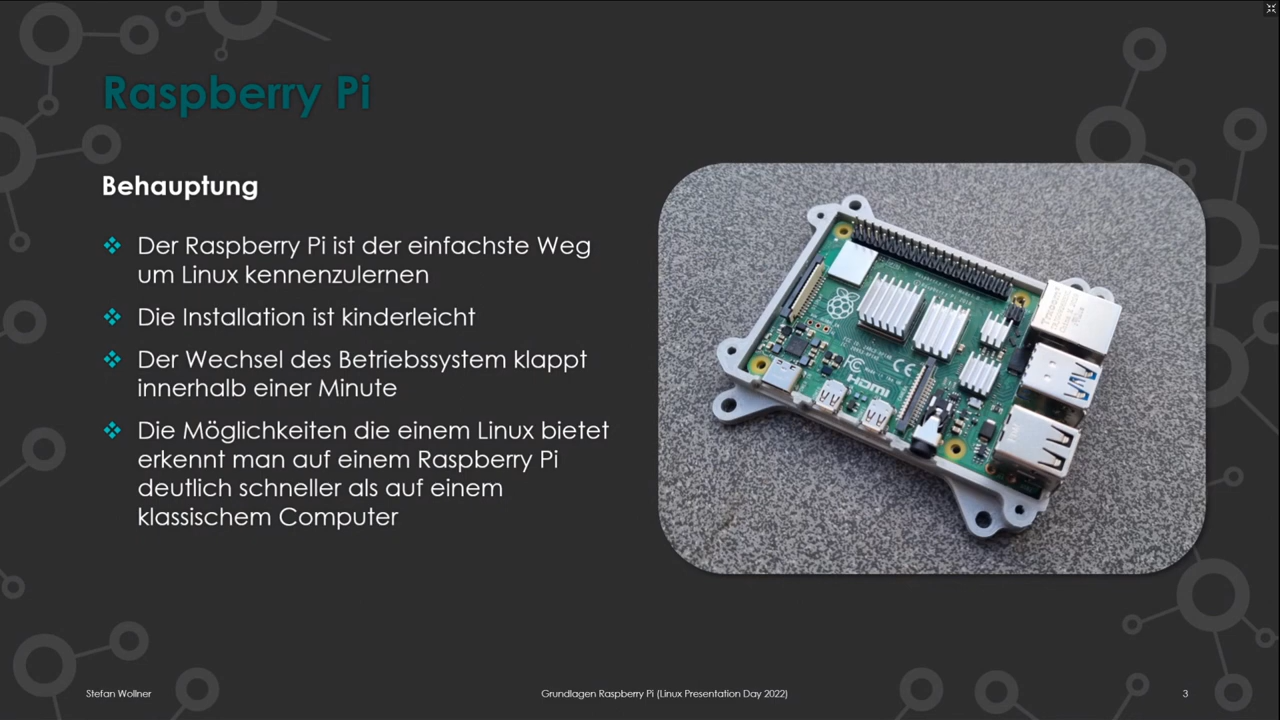 Raspberry Pi
Behauptung
Der Raspberry Pi ist der einfachste Weg
um Linux kennenzulernen
Die Installation ist kinderleicht
Der Wechsel des Betriebssystem klappt
innerhalb einer Minute
Die Möglichkeiten die einem Linux bietet
erkennt man auf einem Raspberry Pi
deutlich schneller als auf einem
klassischem Computer
HDMI
Stefan Wollner
Grundlagen Raspberry Pi (Linux Presentation Day 2022)
3